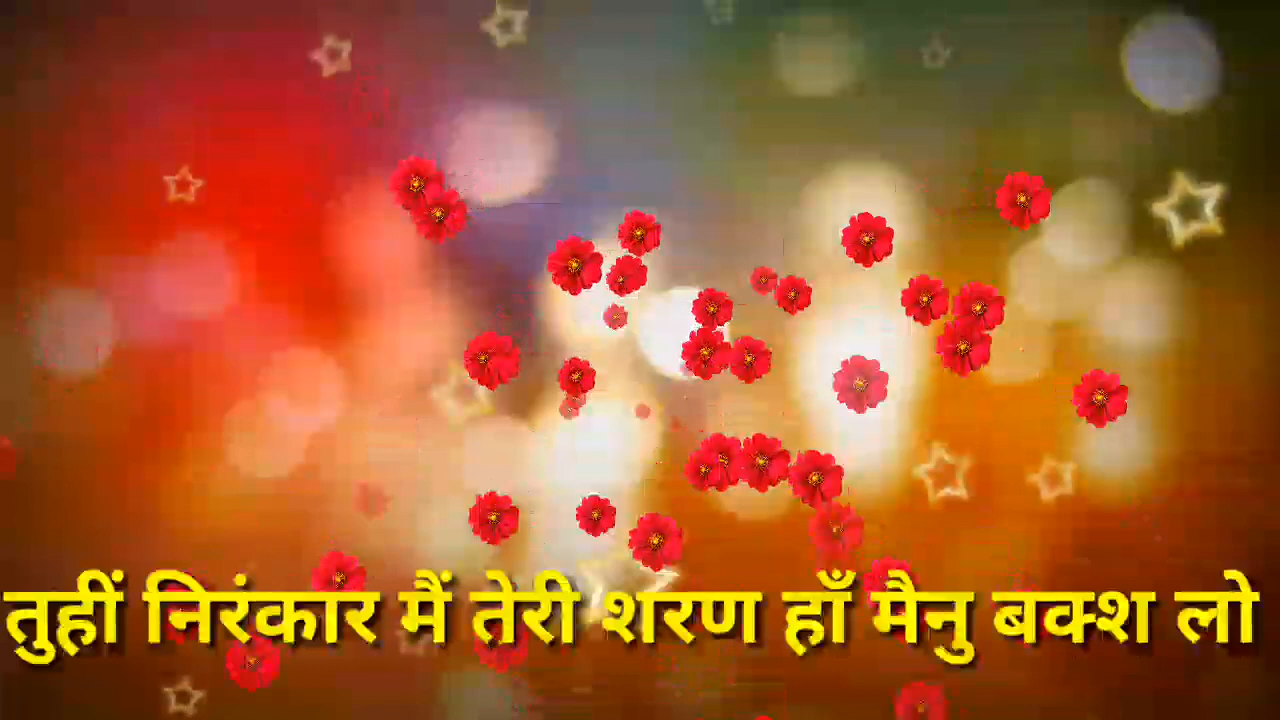 तुहीं निरंकार मैं तेरी शरण हाँ मैनु बक्श लो